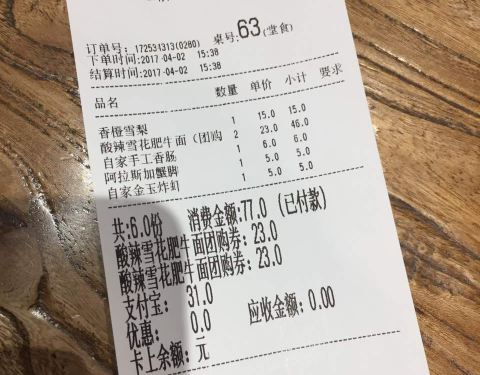 订单号: 172534313(0280) 桌号:63(堂食)
下单时间:2017-04-02 15:38
结算时间:2017-04-02 15:38
品名 数量 单价 小计 要求
香橙雪梨 1 15.0 15.0
酸辣雪花肥牛面(团购 2 23.0 46.0
自家手工香肠 1 6.0 6.0
阿拉斯加蟹脚 1 5.0 5.0
自家金玉炸虾 1 5.0 5.0
共:6.0份 消费金额:77.0 (已付款)
酸辣雪花肥牛面团购券: 23.0
酸辣雪花肥牛面团购券: 23.0
支付宝: 31.0
优惠: 0.0 应收金额: 0.00
卡上余额: 元